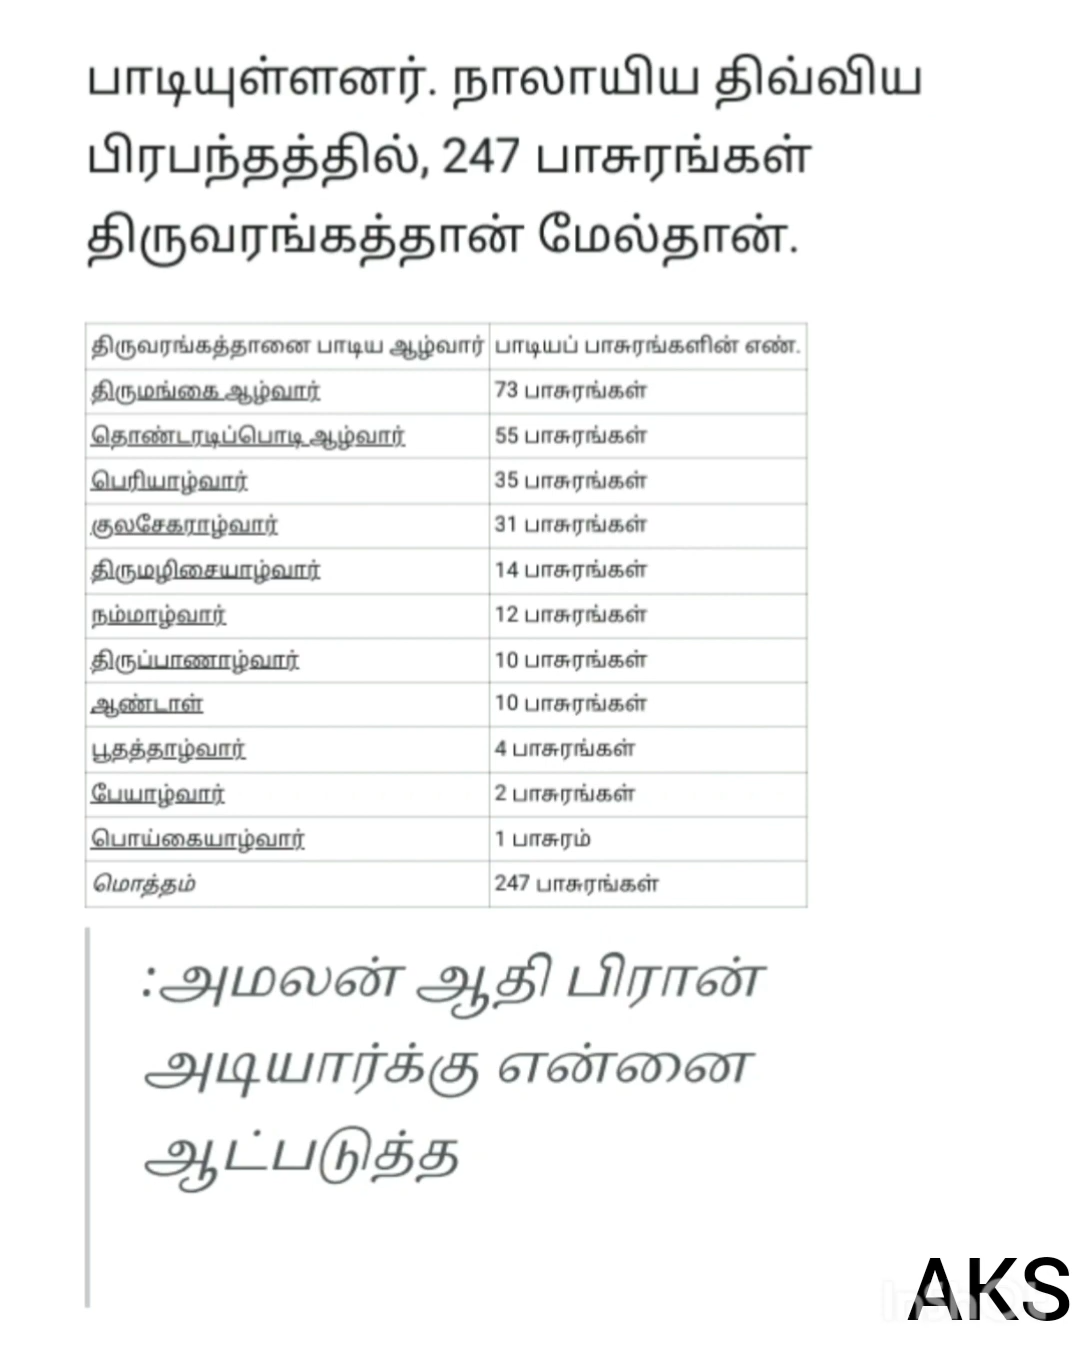 பாடியுள்ளனர். நாலாயிய திவ்விய
பிரபந்தத்தில், 247 பாசுரங்கள்
திருவரங்கத்தான் மேல்தான்.
திருவரங்கத்தானை பாடிய ஆழ்வார் பாடியப் பாசுரங்களின் எண்.
திருமங்கை ஆழ்வார் 73 பாசுரங்கள்
தொண்டரடிப்பொடி ஆழ்வார் 55 பாசுரங்கள்
பெரியாழ்வார் 35 பாசுரங்கள்
குலசேகராழ்வார் 31 பாசுரங்கள்
திருமழிசையாழ்வார் 14 பாசுரங்கள்
நம்மாழ்வார் 12 பாசுரங்கள்
திருப்பாணாழ்வார் 10 பாசுரங்கள்
ஆண்டாள் 10 பாசுரங்கள்
பூதத்தாழ்வார் 4 பாசுரங்கள்
பேயாழ்வார் 2 பாசுரங்கள்
பொய்கையாழ்வார் 1 பாசுரம்
மொத்தம் 247 பாசுரங்கள்
:அமலன் ஆதி பிரான்
அடியார்க்கு என்னை
ஆட்படுத்த
AKS